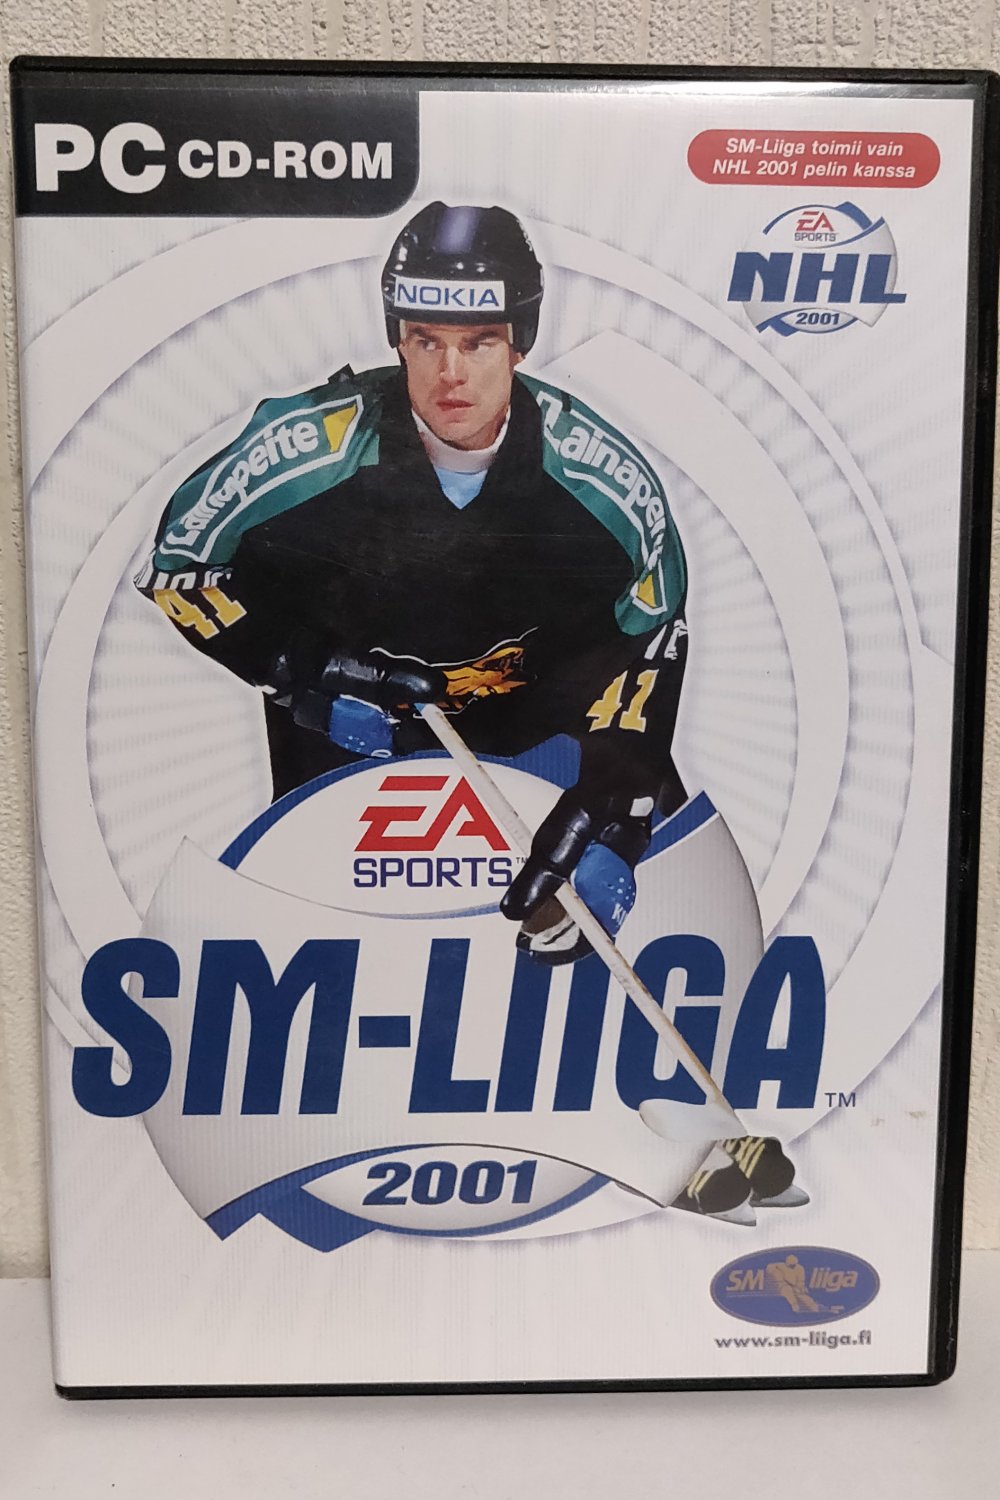 PC CD-ROM
SM-Liiga toimii vain
NHL 2001 pelin kanssa
EA
SPORTS
NHL
2001
NOKIA
Lainapeite
Lainapeite
41
41
EA
SPORTS™
SM-LIIGA™
2001
SM liiga
www.sm-liiga.fi